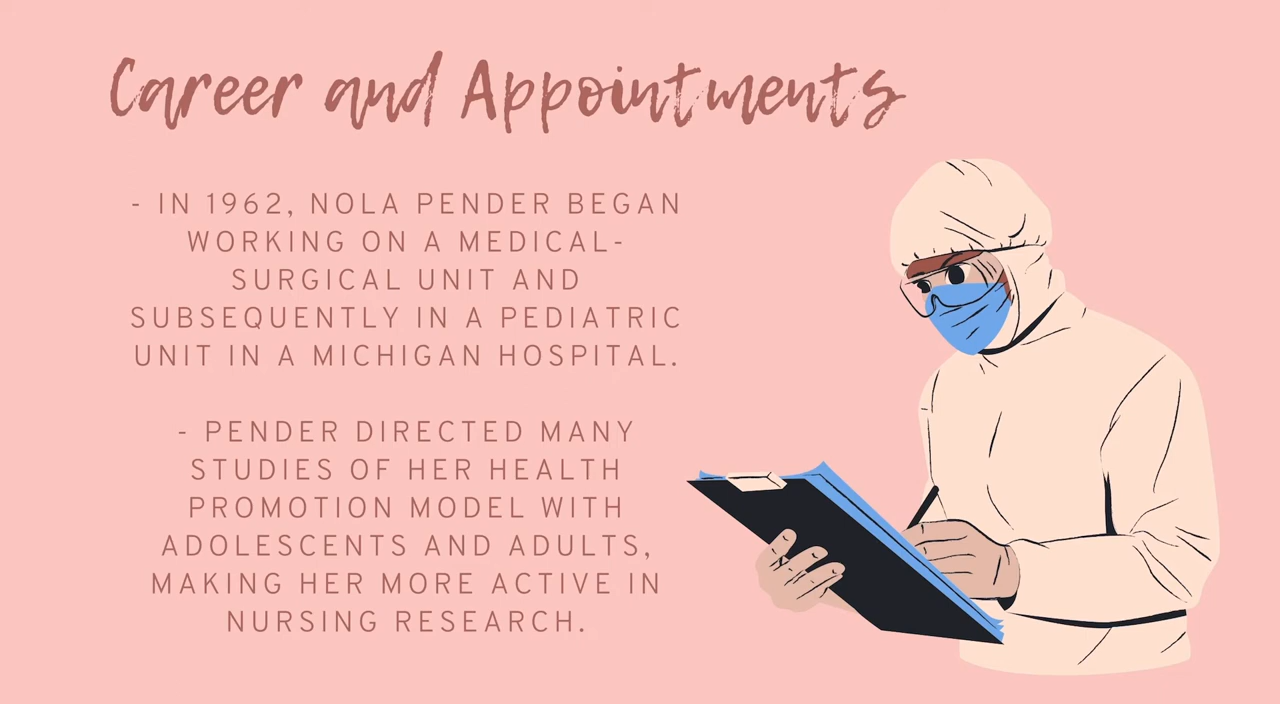 Career and Appointments
- IN 1962, NOLA PENDER BEGAN
WORKING ON A MEDICAL-
SURGICAL UNIT AND
SUBSEQUENTLY IN A PEDIATRIC
UNIT IN A MICHIGAN HOSPITAL.
- PENDER DIRECTED MANY
STUDIES OF HER HEALTH
PROMOTION MODEL WITH
ADOLESCENTS AND ADULTS,
MAKING HER MORE ACTIVE IN
NURSING RESEARCH.